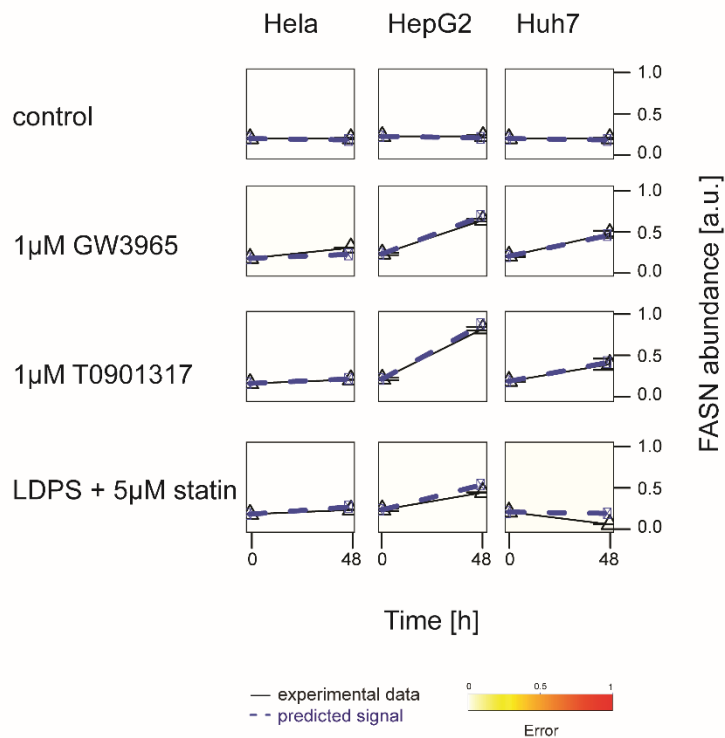 Hela HepG2 Huh7
control
1.0
0.5
0.0
1µM GW3965
1.0
0.5
0.0
1µM T0901317
1.0
0.5
0.0
LDPS + 5µM statin
1.0
0.5
0.0
FASN abundance [a.u.]
0 48 0 48 0 48
Time [h]
experimental data
predicted signal
0 0.5 1
Error